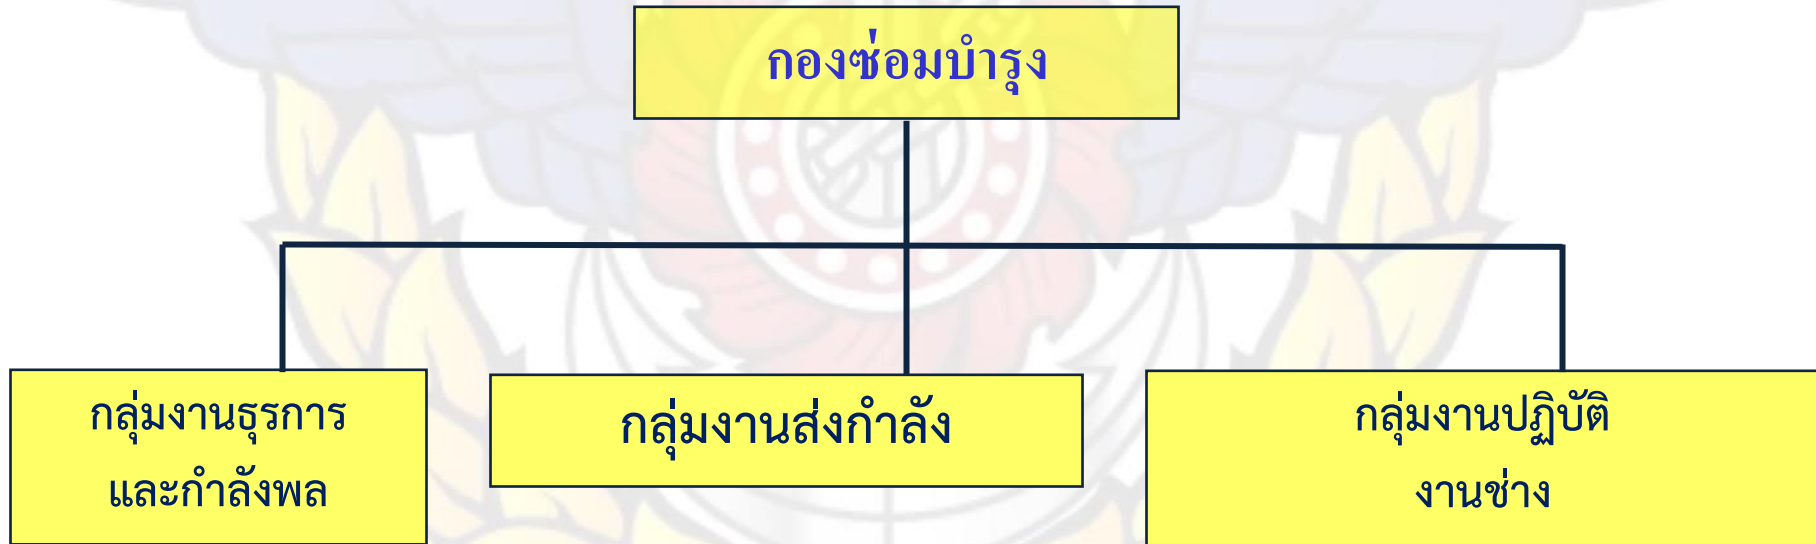 กองซ่อมบำรุง
กลุ่มงานธุรการ
และกำลังพล
กลุ่มงานส่งกำลัง
กลุ่มงานปฏิบัติ
งานช่าง